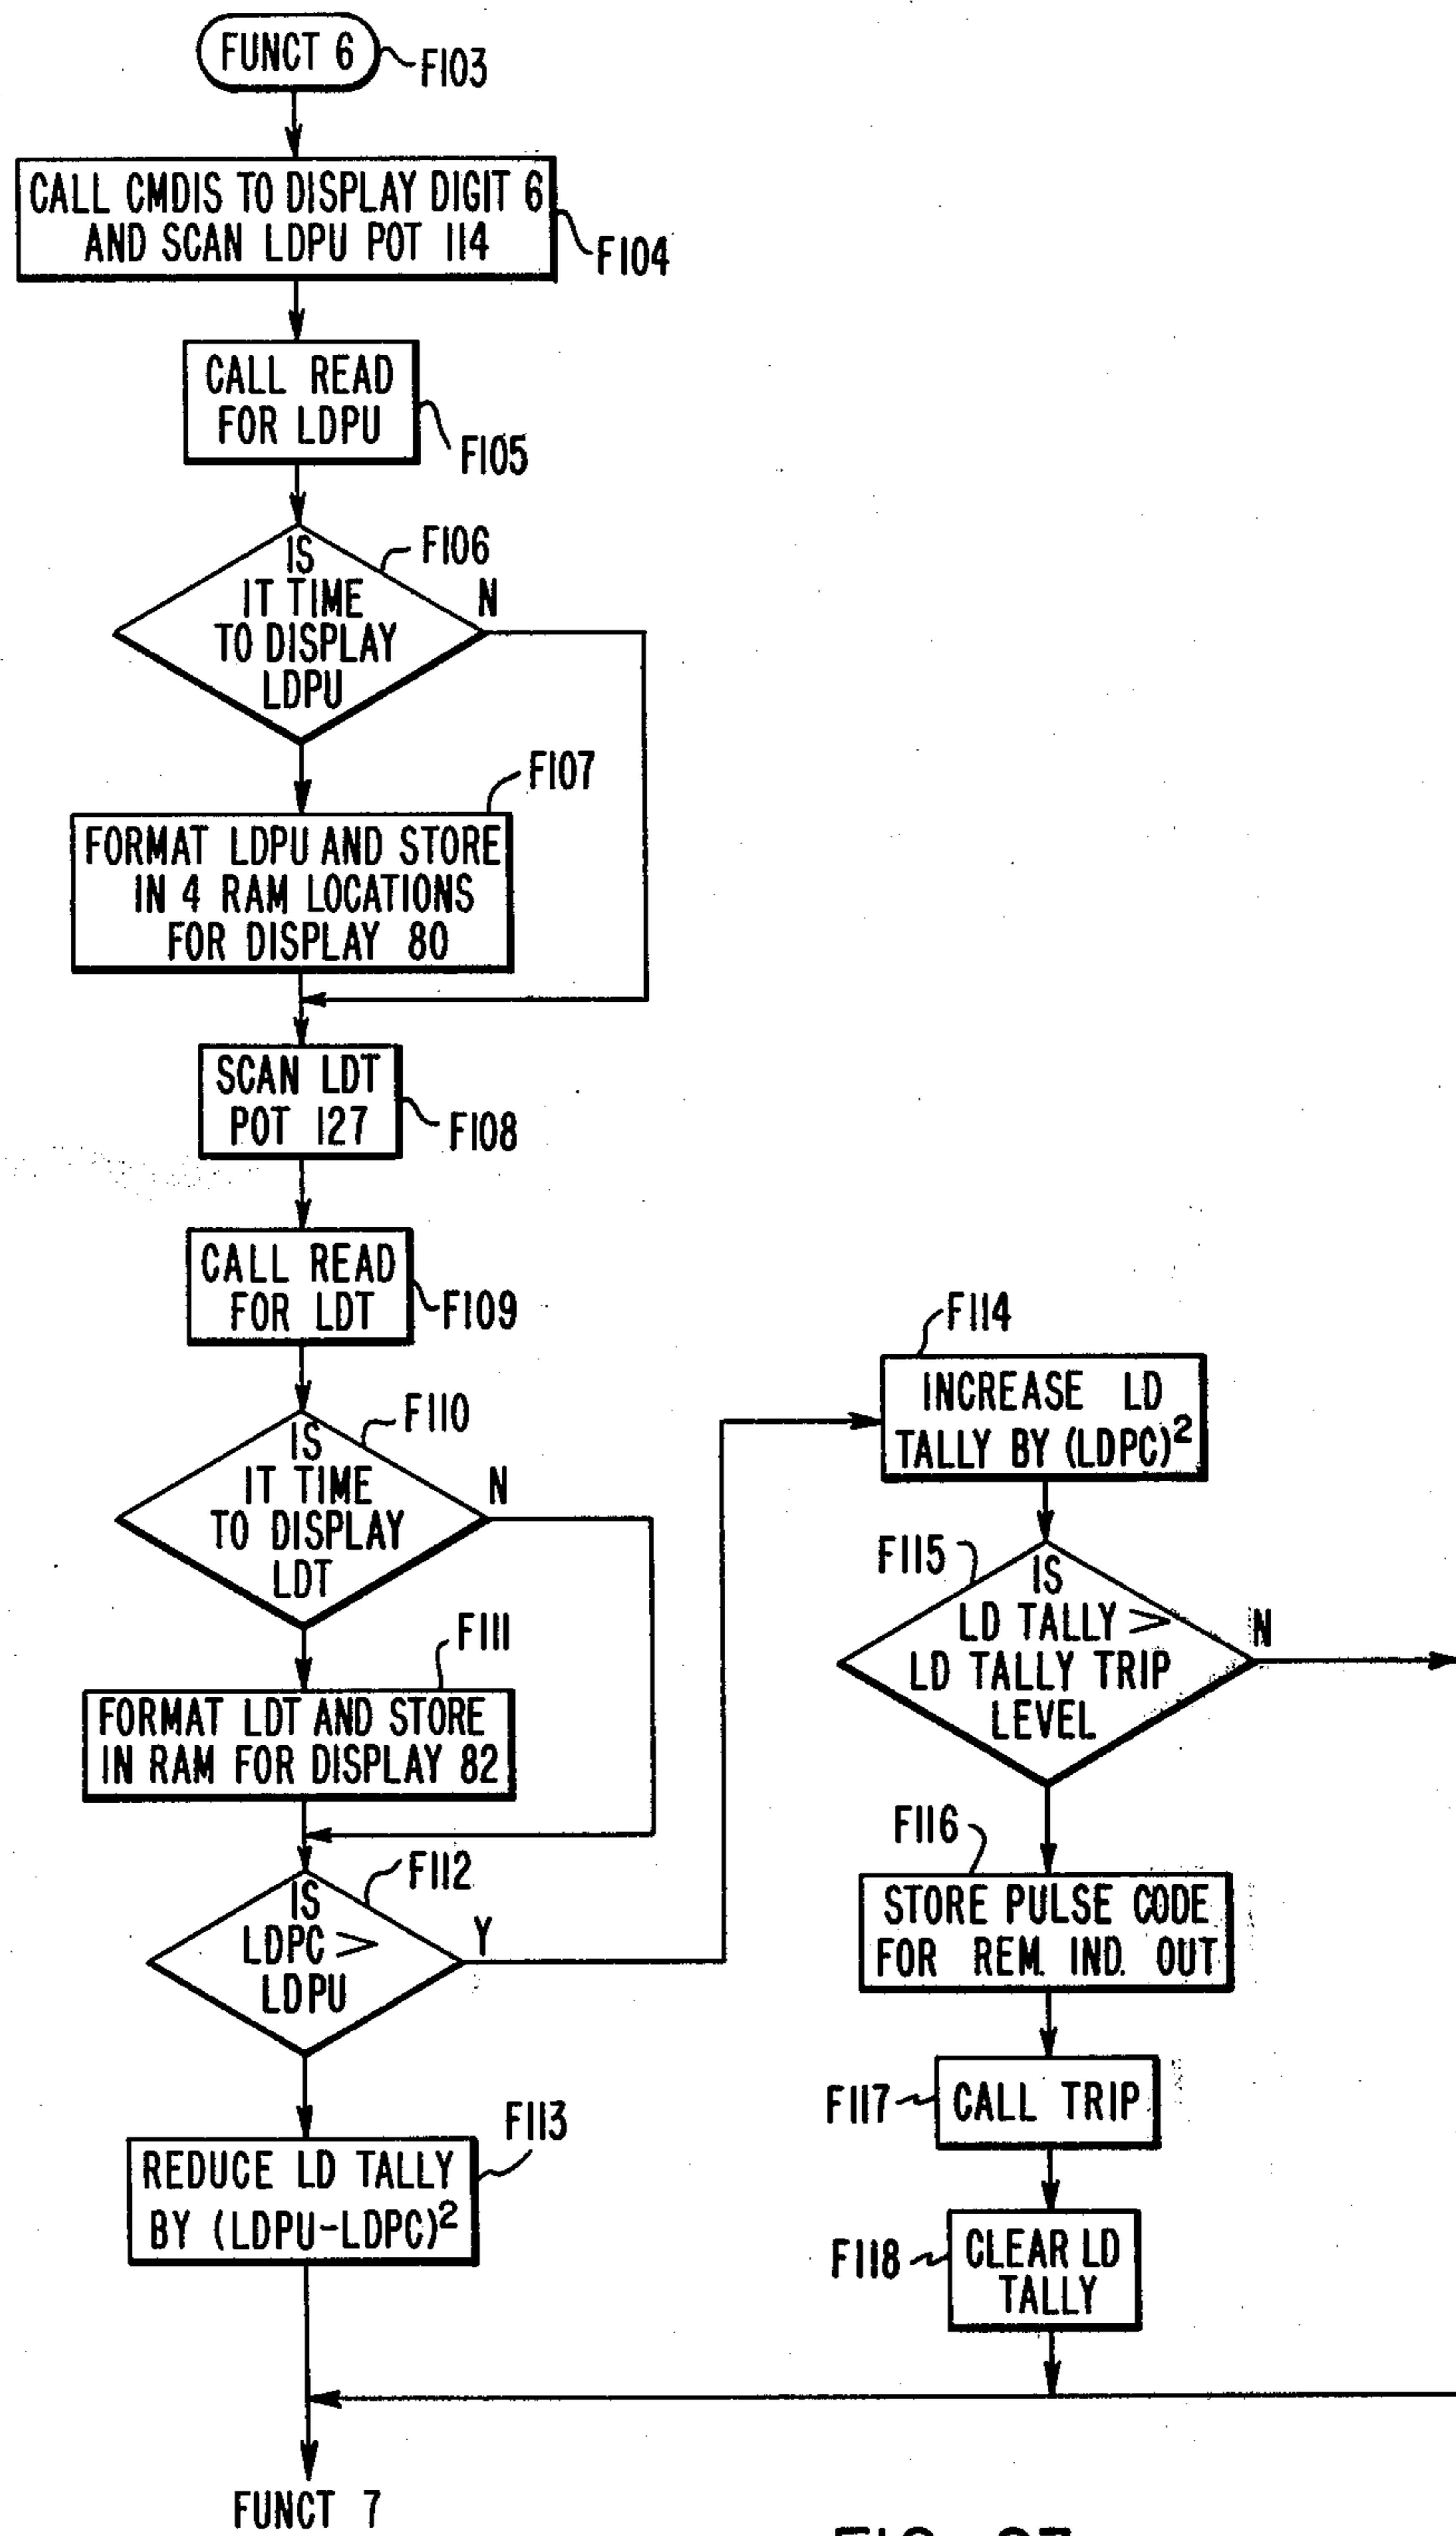 FUNCT 6
F103
CALL CMDIS TO DISPLAY DIGIT 6
AND SCAN LDPU POT 114
F104
CALL READ
FOR LDPU
F105
IS
IT TIME
TO DISPLAY
LDPU
F106
N
F107
FORMAT LDPU AND STORE
IN 4 RAM LOCATIONS
FOR DISPLAY 80
SCAN LDT
POT 127
F108
CALL READ
FOR LDT
F109
IS
IT TIME
TO DISPLAY
LDT
F110
N
F111
FORMAT LDT AND STORE
IN RAM FOR DISPLAY 82
F112
IS
LDPC >
LDPU
Y
F113
REDUCE LD TALLY
BY (LDPU-LDPC)²
FUNCT 7
F114
INCREASE LD
TALLY BY (LDPC)²
F115
IS
LD TALLY >
LD TALLY TRIP
LEVEL
N
F116
STORE PULSE CODE
FOR REM. IND. OUT
F117
CALL TRIP
F118
CLEAR LD
TALLY